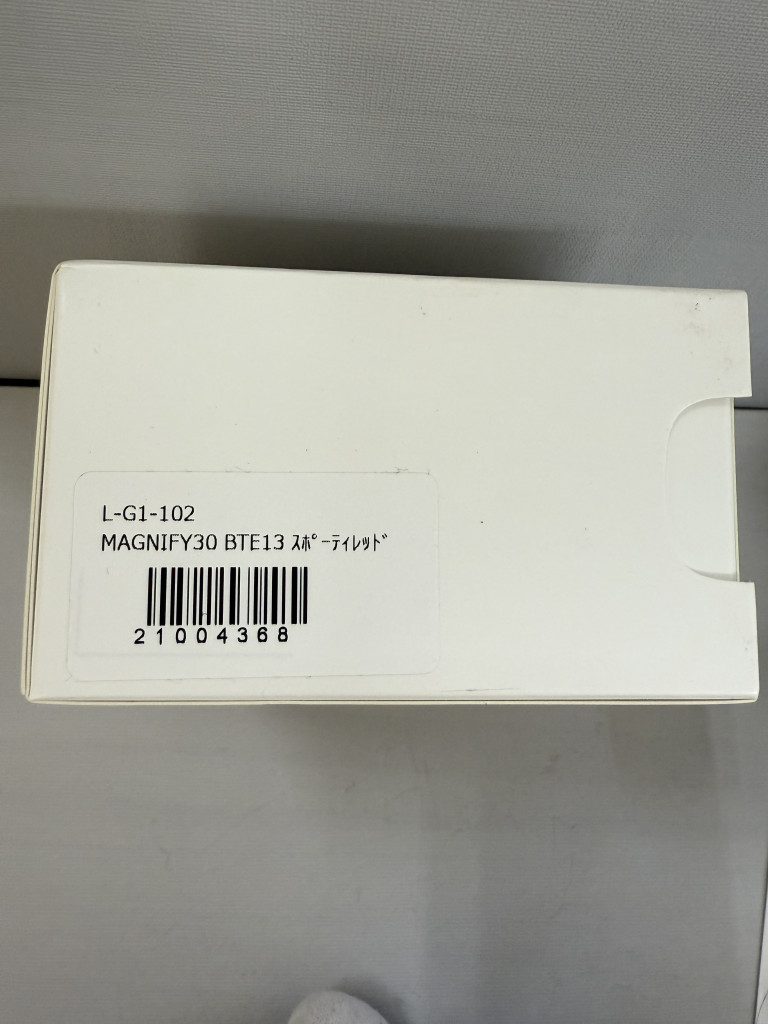 L-G1-102
MAGNIFY30 BTE13 ｽﾎﾟｰﾃｨﾚｯﾄﾞ
21004368